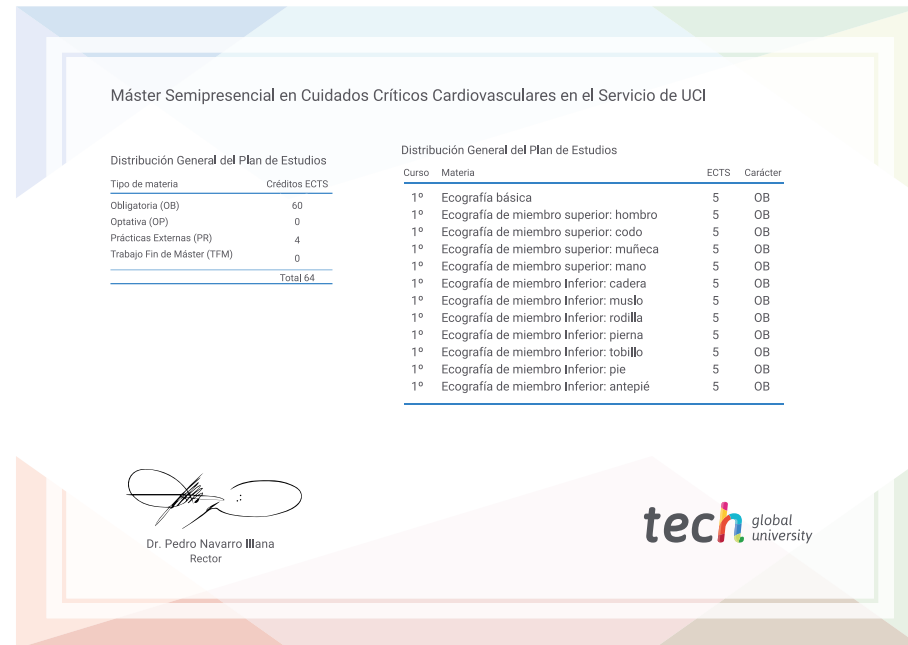 Máster Semipresencial en Cuidados Críticos Cardiovasculares en el Servicio de UCI
Distribución General del Plan de Estudios
Tipo de materia Créditos ECTS
Obligatoria (OB) 60
Optativa (OP) 0
Prácticas Externas (PR) 4
Trabajo Fin de Máster (TFM) 0
Total 64
Distribución General del Plan de Estudios
Curso Materia ECTS Carácter
1º Ecografía básica 5 OB
1º Ecografía de miembro superior: hombro 5 OB
1º Ecografía de miembro superior: codo 5 OB
1º Ecografía de miembro superior: muñeca 5 OB
1º Ecografía de miembro superior: mano 5 OB
1º Ecografía de miembro Inferior: cadera 5 OB
1º Ecografía de miembro Inferior: muslo 5 OB
1º Ecografía de miembro Inferior: rodilla 5 OB
1º Ecografía de miembro Inferior: pierna 5 OB
1º Ecografía de miembro Inferior: tobillo 5 OB
1º Ecografía de miembro Inferior: pie 5 OB
1º Ecografía de miembro Inferior: antepié 5 OB
Dr. Pedro Navarro Illana
Rector
tech global
university